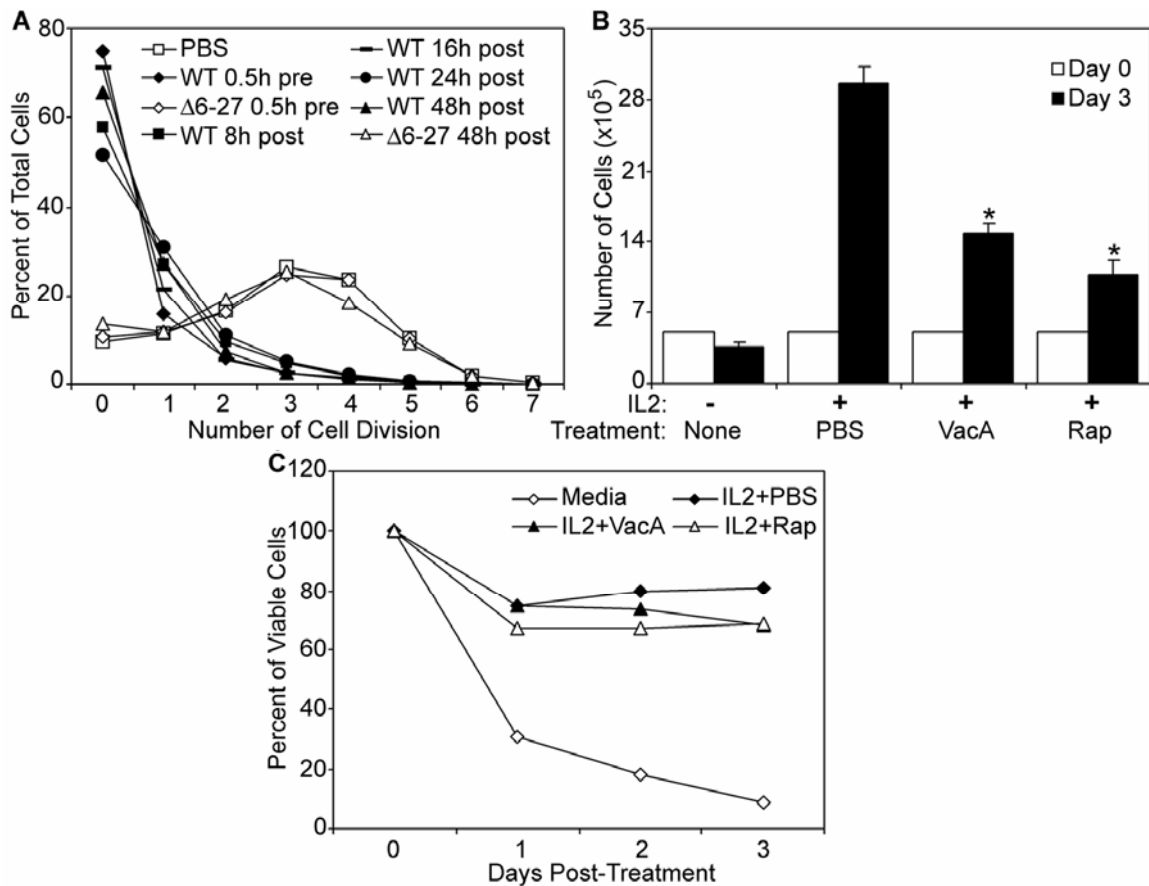 A
PBS
WT 0.5h pre
Δ6-27 0.5h pre
WT 8h post
WT 16h post
WT 24h post
WT 48h post
Δ6-27 48h post
Percent of Total Cells
80
60
40
20
0
0 1 2 3 4 5 6 7
Number of Cell Division
B
Day 0
Day 3
Number of Cells (x10⁵)
35
28
21
14
7
0
* *
IL2: - + + +
Treatment: None PBS VacA Rap
C
Media
IL2+PBS
IL2+VacA
IL2+Rap
Percent of Viable Cells
120
100
80
60
40
20
0
0 1 2 3
Days Post-Treatment